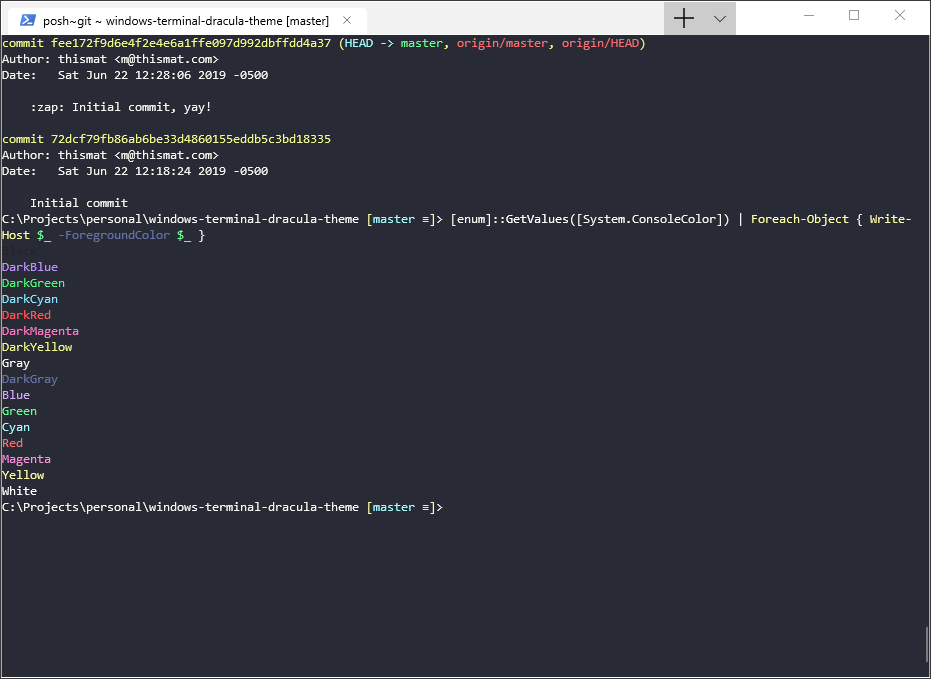 posh~git ~ windows-terminal-dracula-theme [master]
commit fee172f9d6e4f2e4e6a1ffe097d992dbffdd4a37 (HEAD -> master, origin/master, origin/HEAD)
Author: thismat <m@thismat.com>
Date:   Sat Jun 22 12:28:06 2019 -0500
    :zap: Initial commit, yay!
commit 72dcf79fb86ab6be33d4860155eddb5c3bd18335
Author: thismat <m@thismat.com>
Date:   Sat Jun 22 12:18:24 2019 -0500
    Initial commit
C:\Projects\personal\windows-terminal-dracula-theme [master ≡]> [enum]::GetValues([System.ConsoleColor]) | Foreach-Object { Write-
Host $_ -ForegroundColor $_ }
DarkBlue
DarkGreen
DarkCyan
DarkRed
DarkMagenta
DarkYellow
Gray
DarkGray
Blue
Green
Cyan
Red
Magenta
Yellow
White
C:\Projects\personal\windows-terminal-dracula-theme [master ≡]>